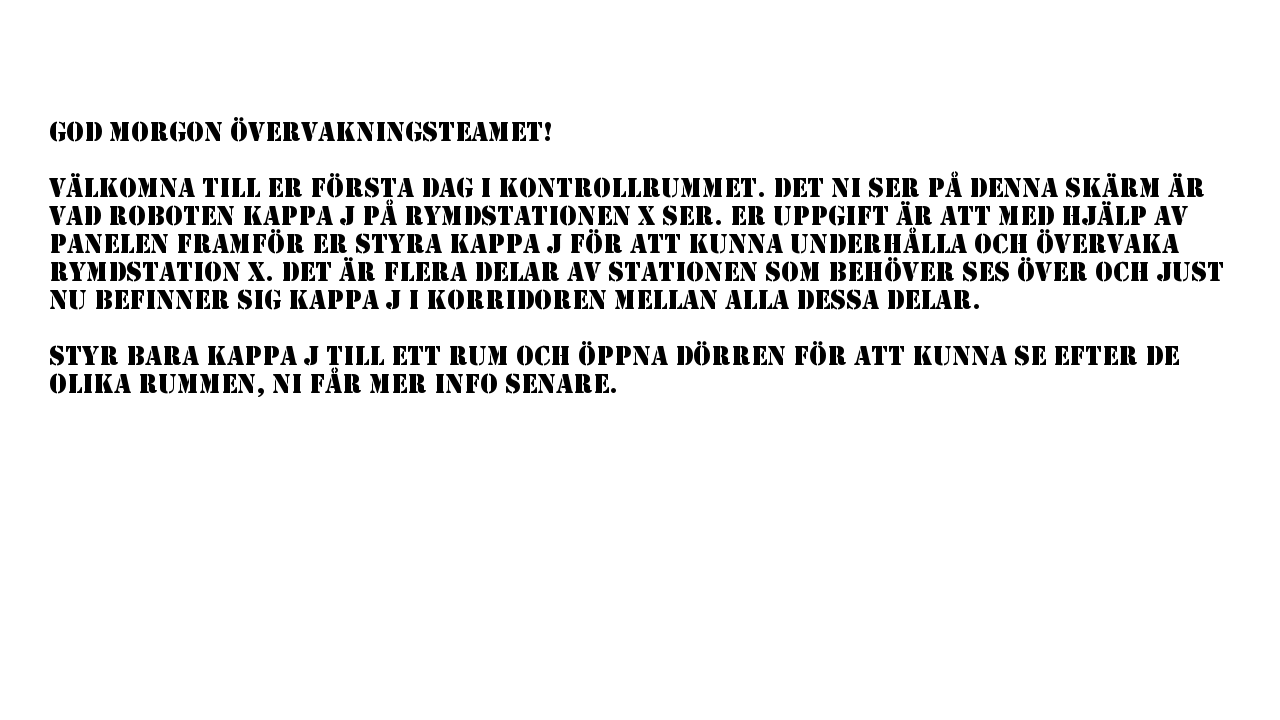 GOD MORGON ÖVERVAKNINGSTEAMET!
VÄLKOMNA TILL ER FÖRSTA DAG I KONTROLLRUMMET. DET NI SER PÅ DENNA SKÄRM ÄR
VAD ROBOTEN KAPPA J PÅ RYMDSTATIONEN X SER. ER UPPGIFT ÄR ATT MED HJÄLP AV
PANELEN FRAMFÖR ER STYRA KAPPA J FÖR ATT KUNNA UNDERHÅLLA OCH ÖVERVAKA
RYMDSTATION X. DET ÄR FLERA DELAR AV STATIONEN SOM BEHÖVER SES ÖVER OCH JUST
NU BEFINNER SIG KAPPA J I KORRIDOREN MELLAN ALLA DESSA DELAR.
STYR BARA KAPPA J TILL ETT RUM OCH ÖPPNA DÖRREN FÖR ATT KUNNA SE EFTER DE
OLIKA RUMMEN, NI FÅR MER INFO SENARE.